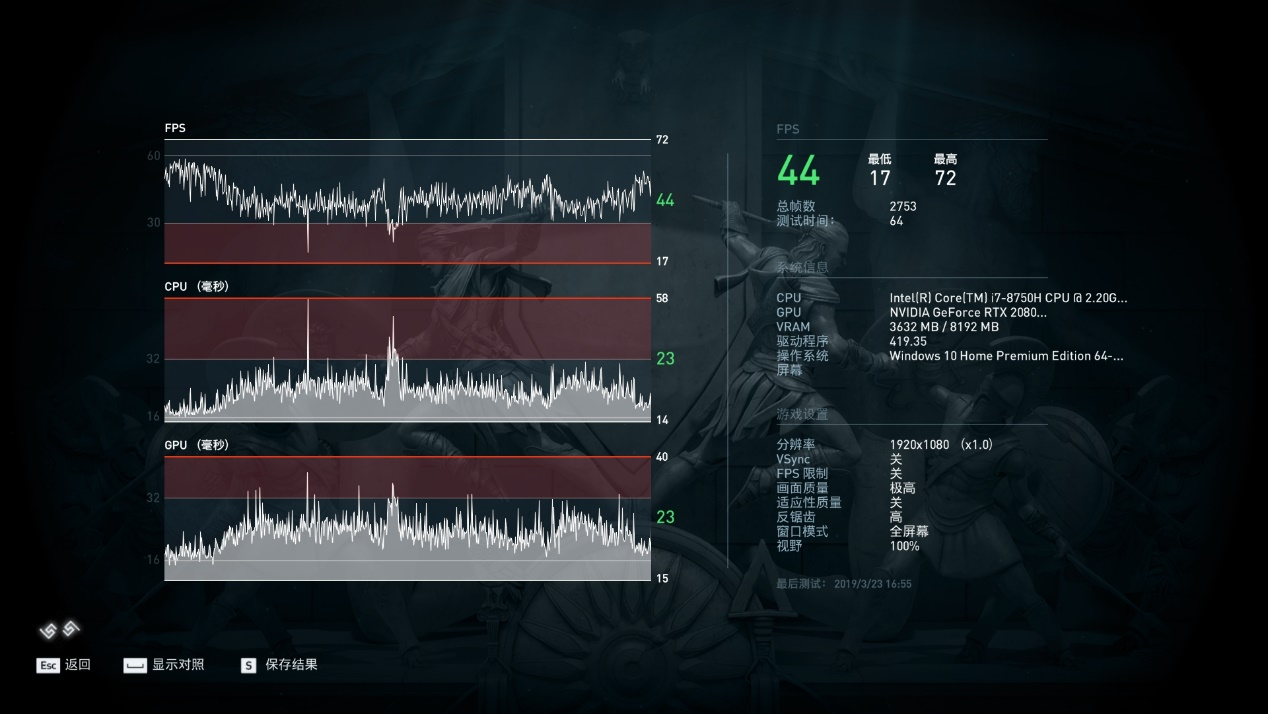 FPS
72
60
44
30
17
CPU （毫秒）
58
32
23
16
14
GPU （毫秒）
40
32
23
16
15
FPS
44
最低
17
最高
72
总帧数 2753
测试时间： 64
系统信息
CPU Intel(R) Core(TM) i7-8750H CPU @ 2.20G...
GPU NVIDIA GeForce RTX 2080...
VRAM 3632 MB / 8192 MB
驱动程序 419.35
操作系统 Windows 10 Home Premium Edition 64-...
屏幕
游戏设置
分辨率 1920x1080 （x1.0）
VSync 关
FPS 限制 关
画面质量 极高
适应性质量 关
反锯齿 高
窗口模式 全屏幕
视野 100%
最后测试： 2019/3/23 16:55
Esc 返回 显示对照 S 保存结果